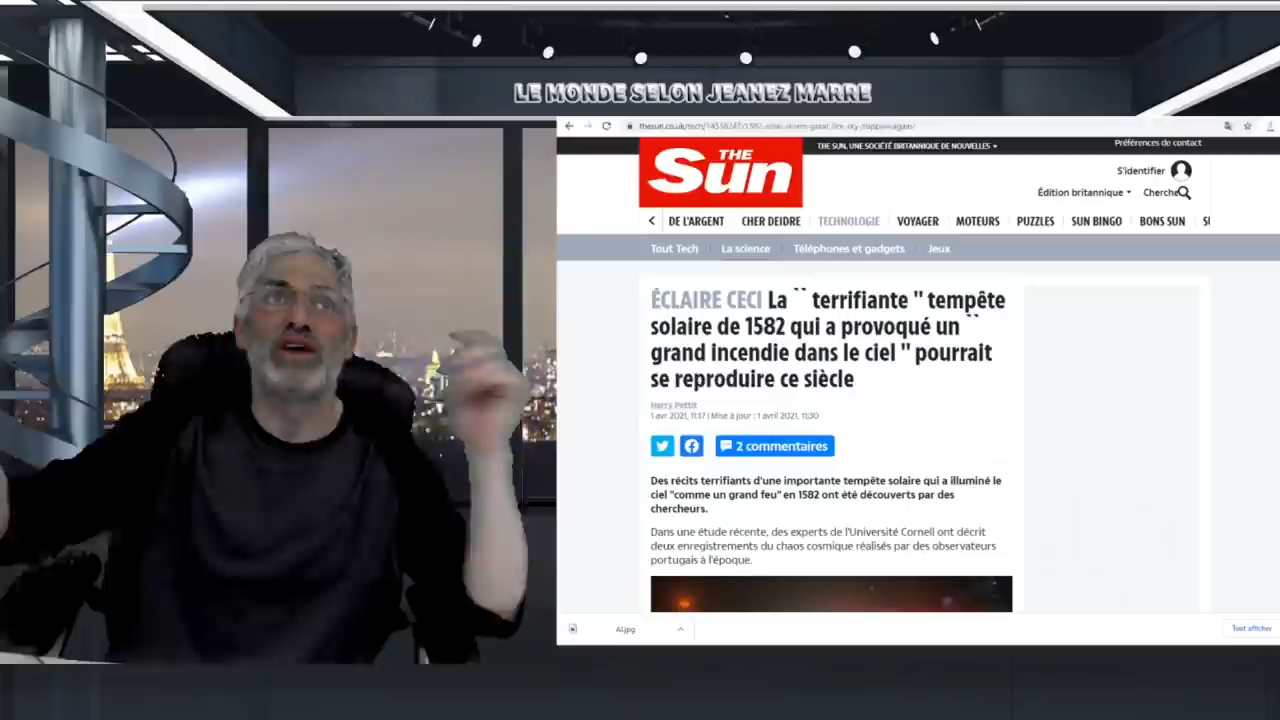 LE MONDE SELON JEANEZ MARRE
THE SUN, UNE SOCIÉTÉ BRITANNIQUE DE NOUVELLES
Préférences de contact
THE Sun
S'identifier
Édition britannique
Cherche
DE L'ARGENT CHER DEIDRE TECHNOLOGIE VOYAGER MOTEURS PUZZLES SUN BINGO BONS SUN
Tout Tech La science Téléphones et gadgets Jeux
ÉCLAIRE CECI La `` terrifiante " tempête
solaire de 1582 qui a provoqué un ``
grand incendie dans le ciel " pourrait
se reproduire ce siècle
Harry Pettit
1 avr 2021, 11:17 | Mise à jour : 1 avril 2021, 11:30
2 commentaires
Des récits terrifiants d'une importante tempête solaire qui a illuminé le
ciel "comme un grand feu" en 1582 ont été découverts par des
chercheurs.
Dans une étude récente, des experts de l'Université Cornell ont décrit
deux enregistrements du chaos cosmique réalisés par des observateurs
portugais à l'époque.
AI.jpg
Tout afficher